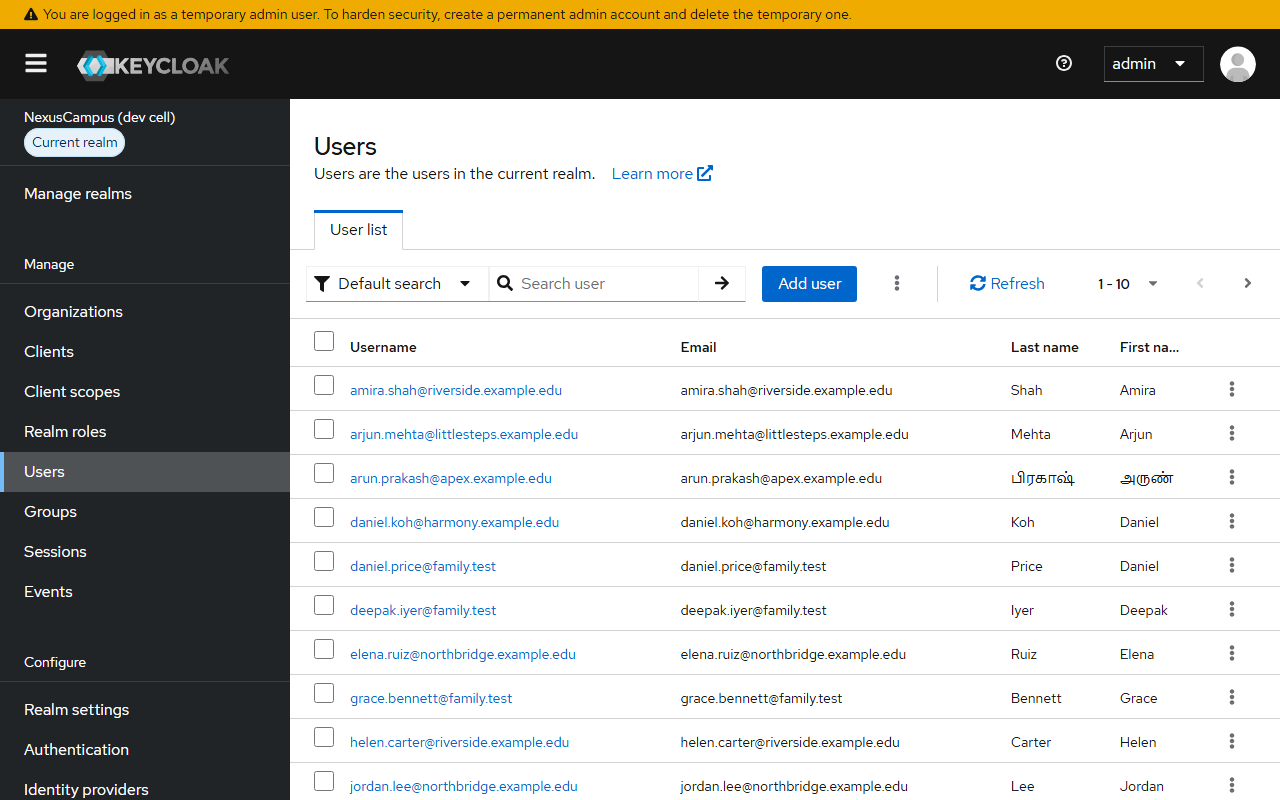 You are logged in as a temporary admin user. To harden security, create a permanent admin account and delete the temporary one.
KEYCLOAK
admin
NexusCampus (dev cell)
Current realm
Manage realms
Manage
Organizations
Clients
Client scopes
Realm roles
Users
Groups
Sessions
Events
Configure
Realm settings
Authentication
Identity providers
Users
Users are the users in the current realm. Learn more
User list
Default search Search user Add user Refresh 1 - 10
Username Email Last name First na...
amira.shah@riverside.example.edu amira.shah@riverside.example.edu Shah Amira
arjun.mehta@littlesteps.example.edu arjun.mehta@littlesteps.example.edu Mehta Arjun
arun.prakash@apex.example.edu arun.prakash@apex.example.edu பிரகாஷ் அருண்
daniel.koh@harmony.example.edu daniel.koh@harmony.example.edu Koh Daniel
daniel.price@family.test daniel.price@family.test Price Daniel
deepak.iyer@family.test deepak.iyer@family.test Iyer Deepak
elena.ruiz@northbridge.example.edu elena.ruiz@northbridge.example.edu Ruiz Elena
grace.bennett@family.test grace.bennett@family.test Bennett Grace
helen.carter@riverside.example.edu helen.carter@riverside.example.edu Carter Helen
jordan.lee@northbridge.example.edu jordan.lee@northbridge.example.edu Lee Jordan